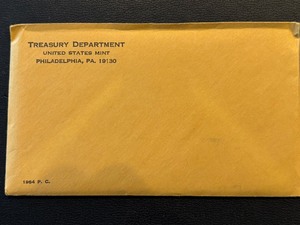 TREASURY DEPARTMENT
UNITED STATES MINT
PHILADELPHIA, PA. 19130
1964 P. C.